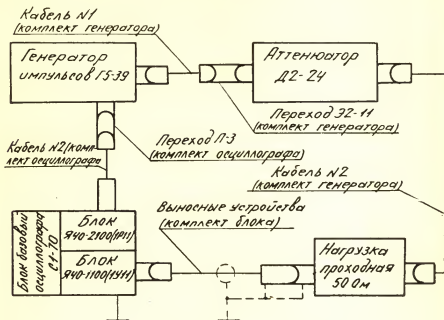 Кабель N1
(комплект генератора)
Генератор
импульсов Г5-39
Аттенюатор
Д2-24
Переход Э2-11
(комплект генератора)
Переход П-3
(комплект осциллографа)
Кабель N2(комп-
лект осциллографа
Кабель N2
(комплект генератора)
Выносные устройства
(комплект блока)
Блок базовый
осциллографа
С1-70
Блок
Я40-2100(1Р11)
Блок
Я40-1100(1У11)
Нагрузка
проходная
50 Ом